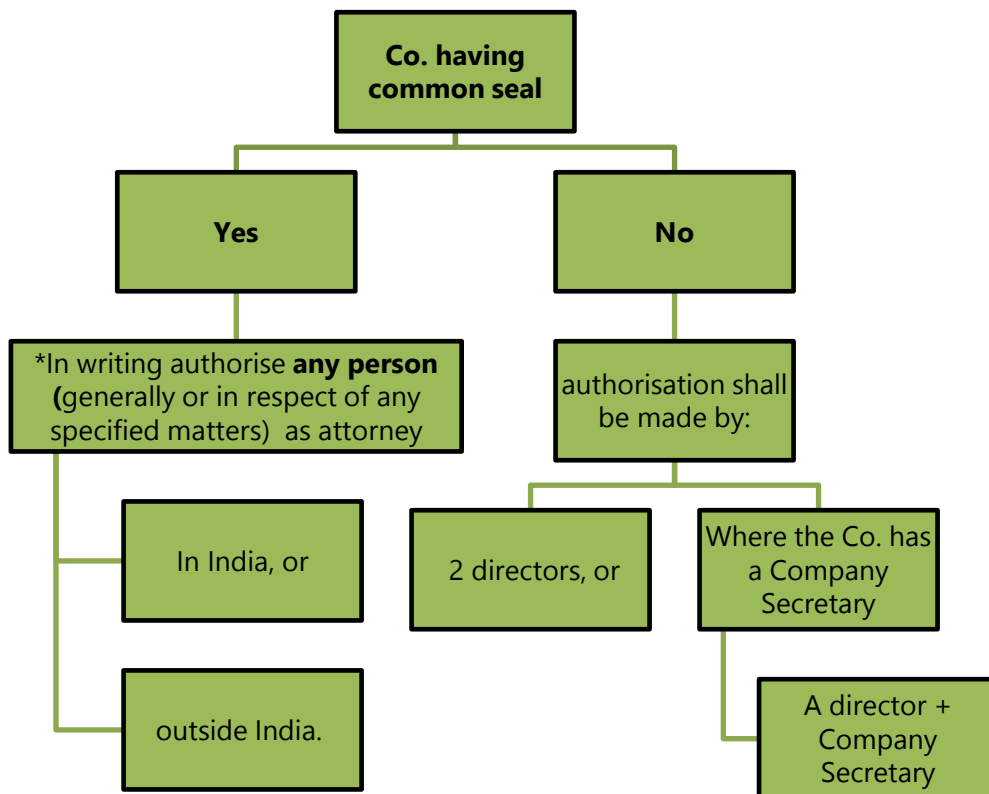 Co. having
common seal
Yes
No
*In writing authorise any person
(generally or in respect of any
specified matters) as attorney
authorisation shall
be made by:
In India, or
outside India.
2 directors, or
Where the Co. has
a Company
Secretary
A director +
Company
Secretary